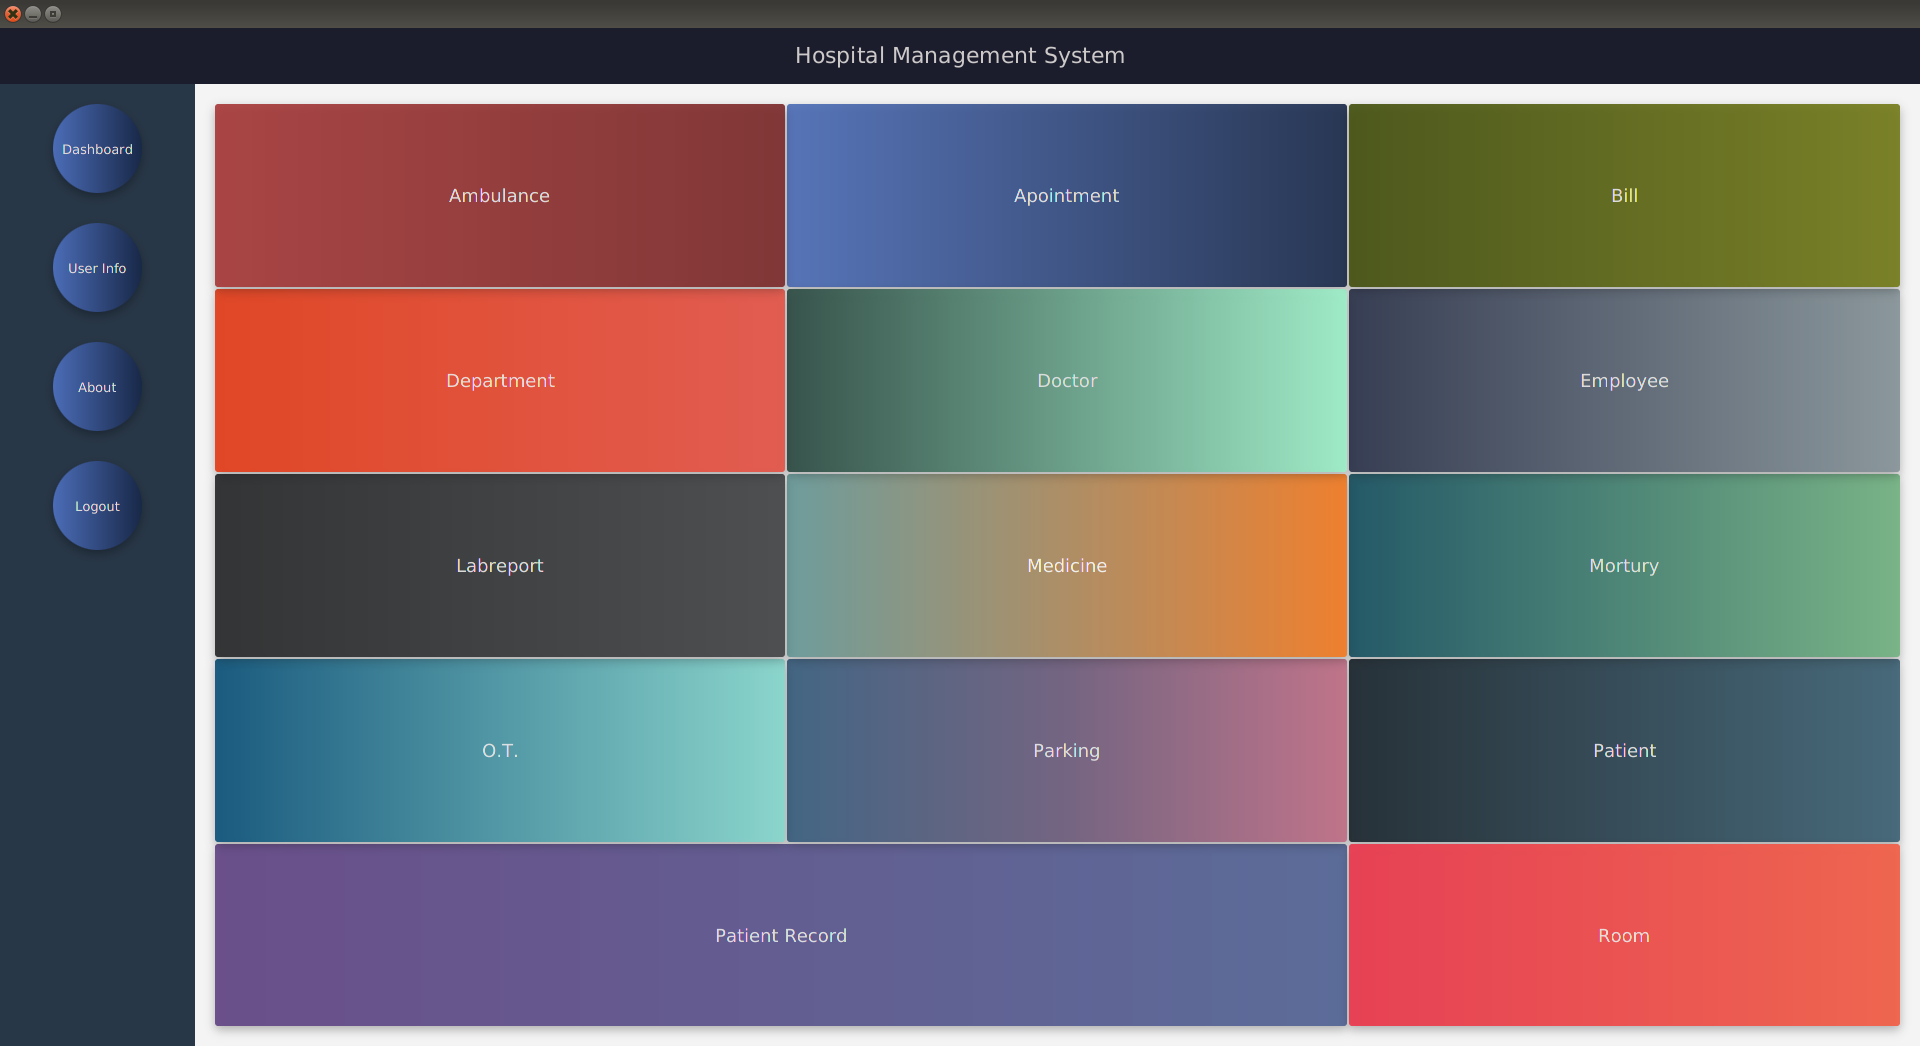 Hospital Management System
Dashboard
User Info
About
Logout
Ambulance
Apointment
Bill
Department
Doctor
Employee
Labreport
Medicine
Mortury
O.T.
Parking
Patient
Patient Record
Room